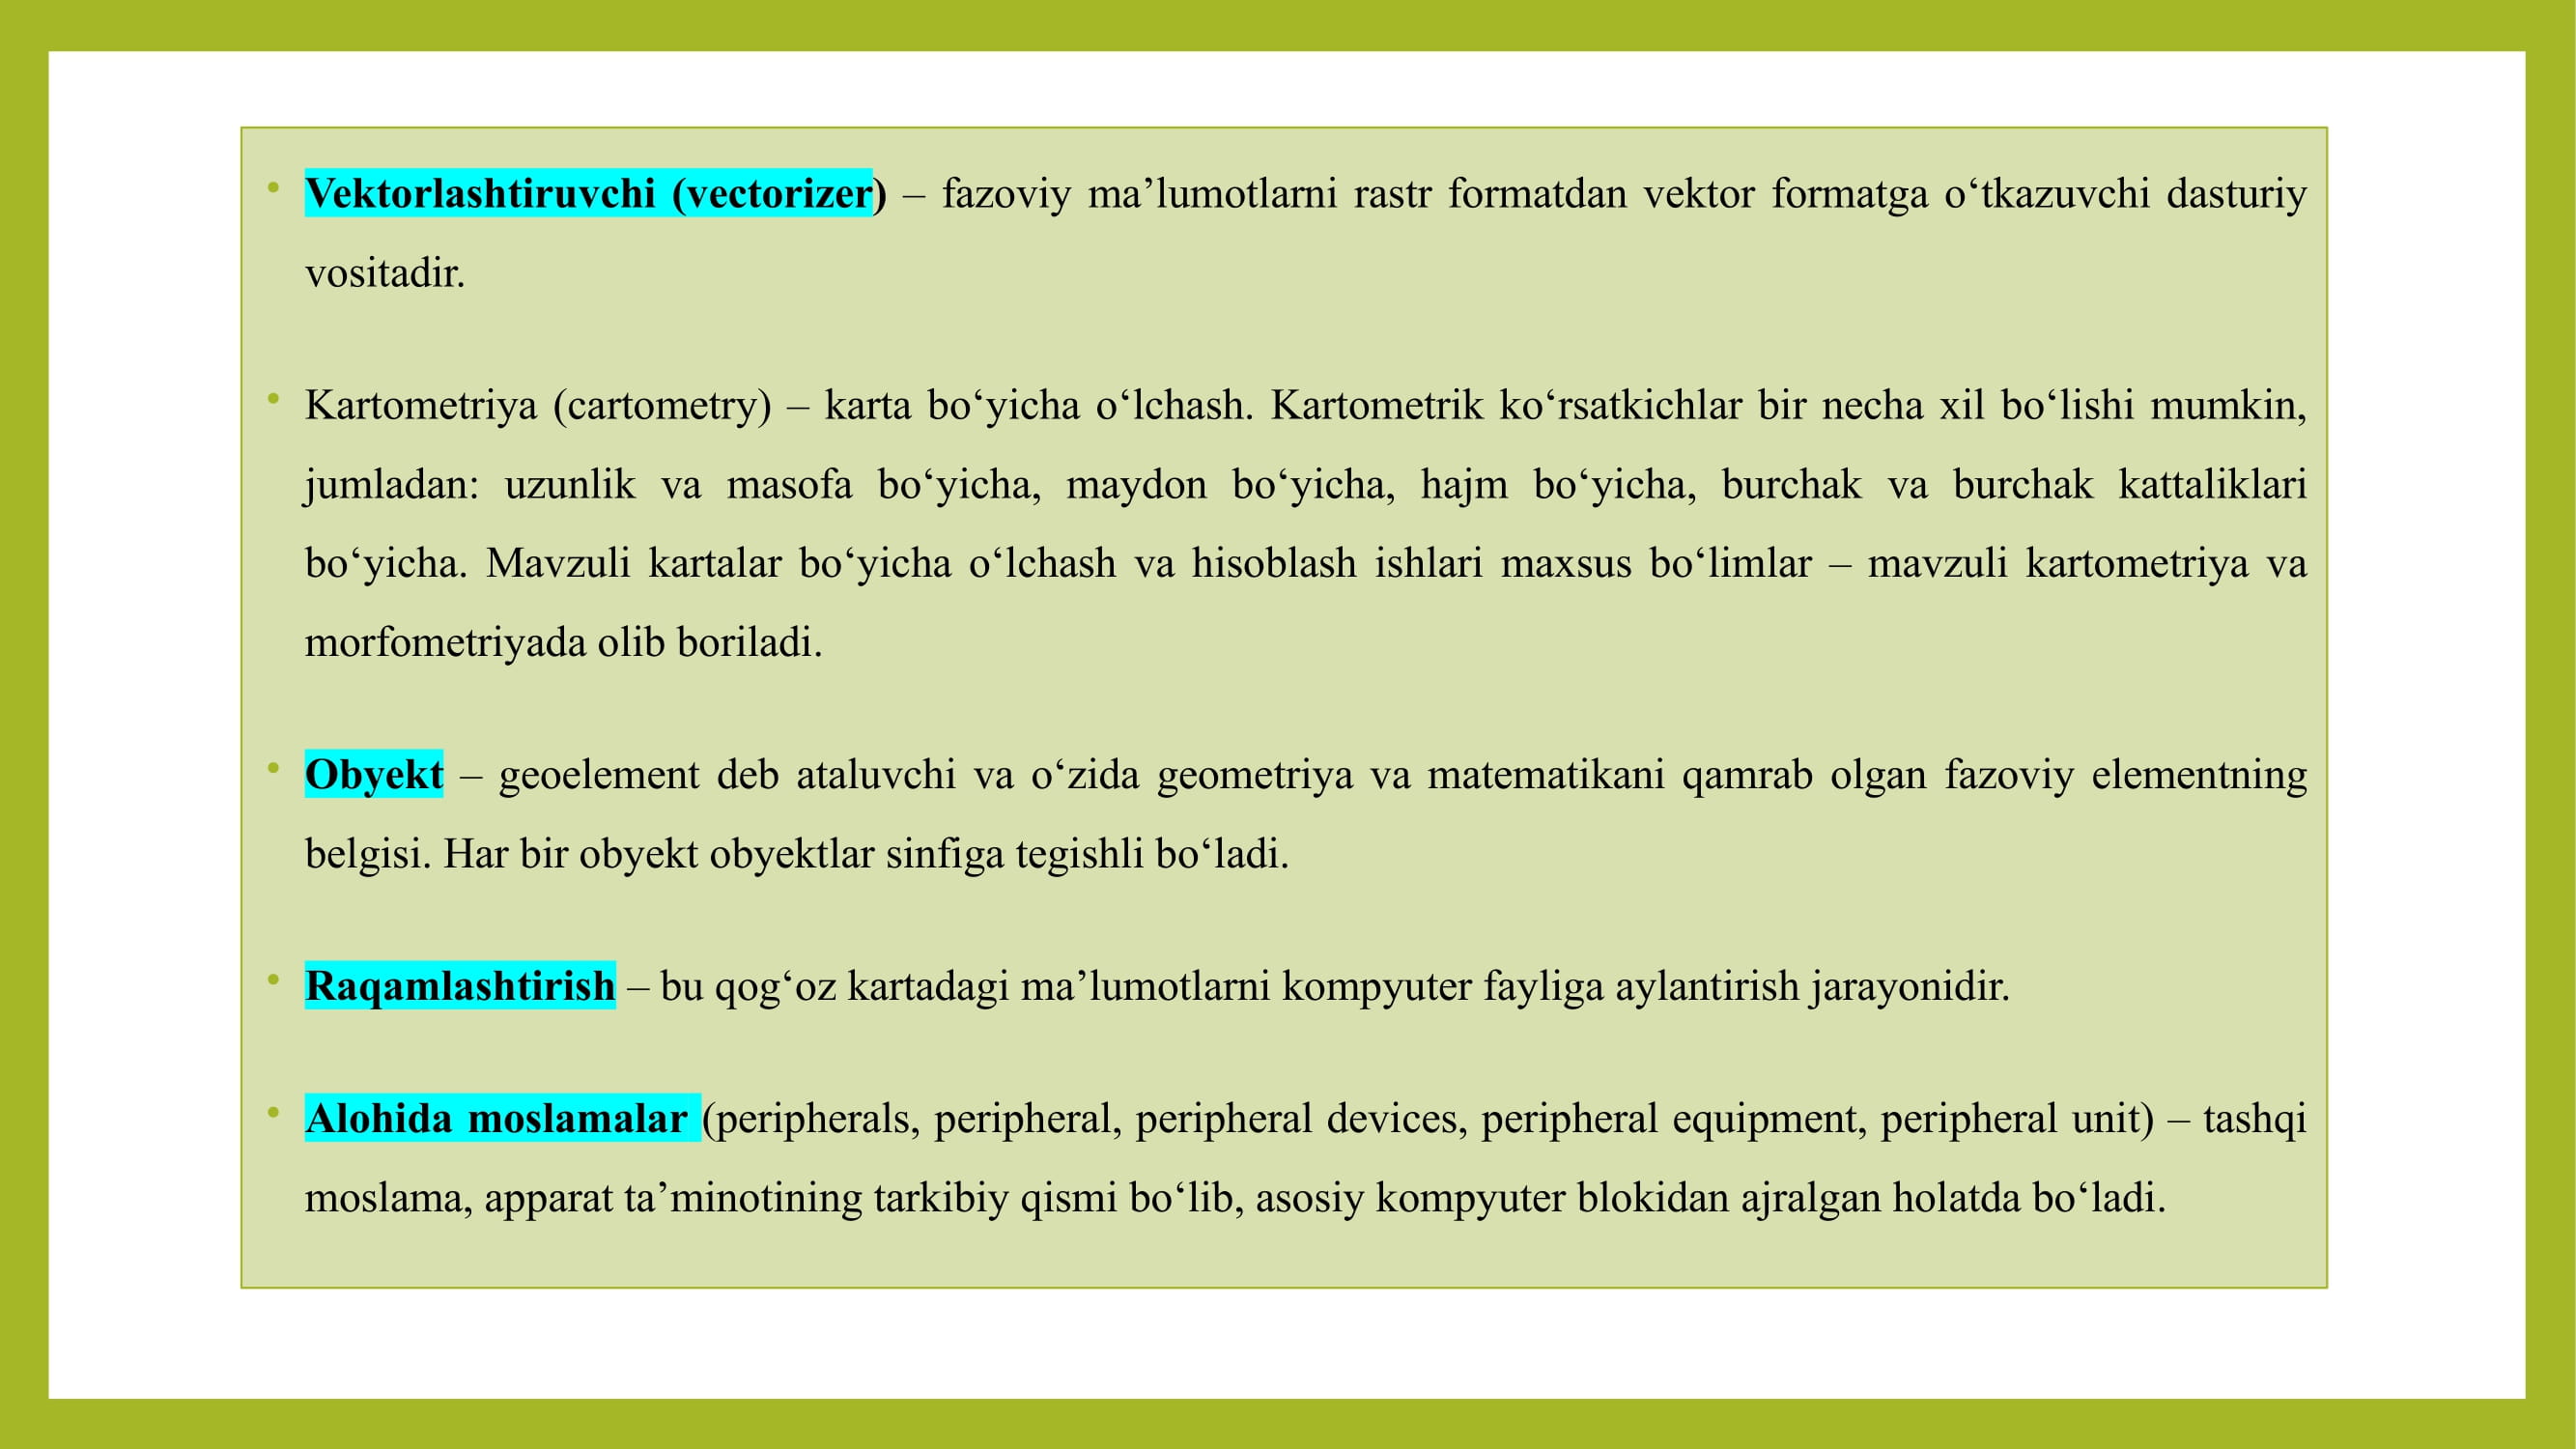 • Vektorlashtiruvchi (vectorizer) – fazoviy ma’lumotlarni rastr formatdan vektor formatga o‘tkazuvchi dasturiy
vositadir.
• Kartometriya (cartometry) – karta bo‘yicha o‘lchash. Kartometrik ko‘rsatkichlar bir necha xil bo‘lishi mumkin,
jumladan: uzunlik va masofa bo‘yicha, maydon bo‘yicha, hajm bo‘yicha, burchak va burchak kattaliklari
bo‘yicha. Mavzuli kartalar bo‘yicha o‘lchash va hisoblash ishlari maxsus bo‘limlar – mavzuli kartometriya va
morfometriyada olib boriladi.
• Obyekt – geoelement deb ataluvchi va o‘zida geometriya va matematikani qamrab olgan fazoviy elementning
belgisi. Har bir obyekt obyektlar sinfiga tegishli bo‘ladi.
• Raqamlashtirish – bu qog‘oz kartadagi ma’lumotlarni kompyuter fayliga aylantirish jarayonidir.
• Alohida moslamalar (peripherals, peripheral, peripheral devices, peripheral equipment, peripheral unit) – tashqi
moslama, apparat ta’minotining tarkibiy qismi bo‘lib, asosiy kompyuter blokidan ajralgan holatda bo‘ladi.